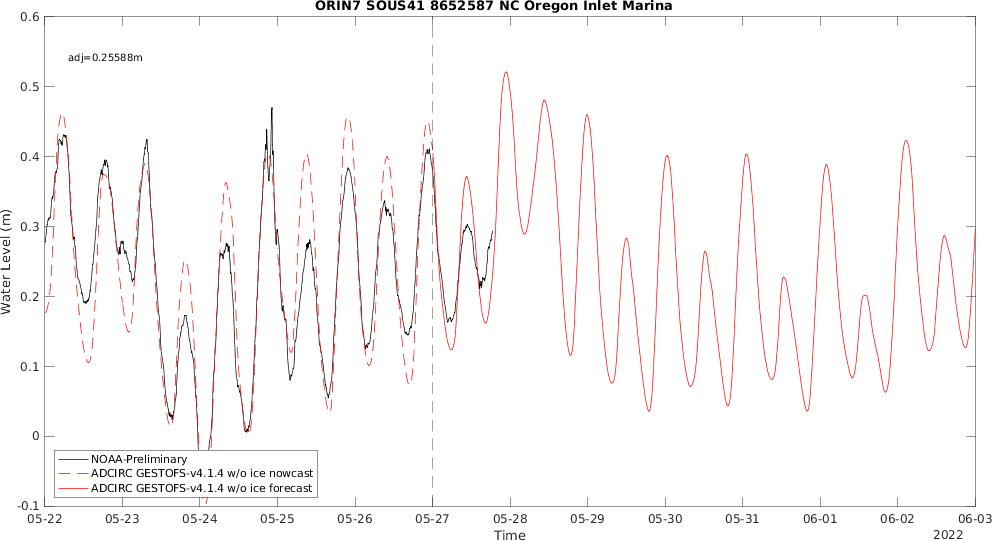 ORIN7 SOUS41 8652587 NC Oregon Inlet Marina
adj=0.25588m
Water Level (m)
0.6
0.5
0.4
0.3
0.2
0.1
0
-0.1
NOAA-Preliminary
ADCIRC GESTOFS-v4.1.4 w/o ice nowcast
ADCIRC GESTOFS-v4.1.4 w/o ice forecast
05-22 05-23 05-24 05-25 05-26 05-27 05-28 05-29 05-30 05-31 06-01 06-02 06-03
Time
2022